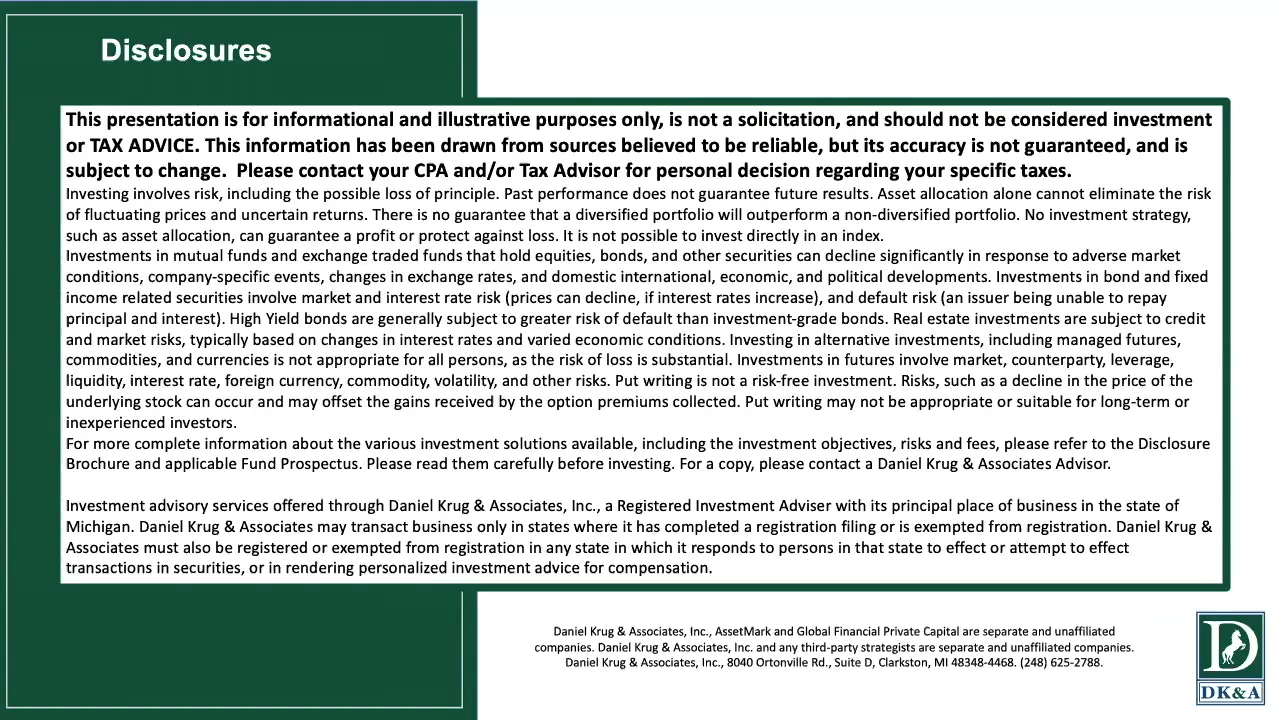 Disclosures
This presentation is for informational and illustrative purposes only, is not a solicitation, and should not be considered investment
or TAX ADVICE. This information has been drawn from sources believed to be reliable, but its accuracy is not guaranteed, and is
subject to change.  Please contact your CPA and/or Tax Advisor for personal decision regarding your specific taxes.
Investing involves risk, including the possible loss of principle. Past performance does not guarantee future results. Asset allocation alone cannot eliminate the risk
of fluctuating prices and uncertain returns. There is no guarantee that a diversified portfolio will outperform a non-diversified portfolio. No investment strategy,
such as asset allocation, can guarantee a profit or protect against loss. It is not possible to invest directly in an index.
Investments in mutual funds and exchange traded funds that hold equities, bonds, and other securities can decline significantly in response to adverse market
conditions, company-specific events, changes in exchange rates, and domestic international, economic, and political developments. Investments in bond and fixed
income related securities involve market and interest rate risk (prices can decline, if interest rates increase), and default risk (an issuer being unable to repay
principal and interest). High Yield bonds are generally subject to greater risk of default than investment-grade bonds. Real estate investments are subject to credit
and market risks, typically based on changes in interest rates and varied economic conditions. Investing in alternative investments, including managed futures,
commodities, and currencies is not appropriate for all persons, as the risk of loss is substantial. Investments in futures involve market, counterparty, leverage,
liquidity, interest rate, foreign currency, commodity, volatility, and other risks. Put writing is not a risk-free investment. Risks, such as a decline in the price of the
underlying stock can occur and may offset the gains received by the option premiums collected. Put writing may not be appropriate or suitable for long-term or
inexperienced investors.
For more complete information about the various investment solutions available, including the investment objectives, risks and fees, please refer to the Disclosure
Brochure and applicable Fund Prospectus. Please read them carefully before investing. For a copy, please contact a Daniel Krug & Associates Advisor.
Investment advisory services offered through Daniel Krug & Associates, Inc., a Registered Investment Adviser with its principal place of business in the state of
Michigan. Daniel Krug & Associates may transact business only in states where it has completed a registration filing or is exempted from registration. Daniel Krug &
Associates must also be registered or exempted from registration in any state in which it responds to persons in that state to effect or attempt to effect
transactions in securities, or in rendering personalized investment advice for compensation.
Daniel Krug & Associates, Inc., AssetMark and Global Financial Private Capital are separate and unaffiliated
companies. Daniel Krug & Associates, Inc. and any third-party strategists are separate and unaffiliated companies.
Daniel Krug & Associates, Inc., 8040 Ortonville Rd., Suite D, Clarkston, MI 48348-4468. (248) 625-2788.
D
DK&A